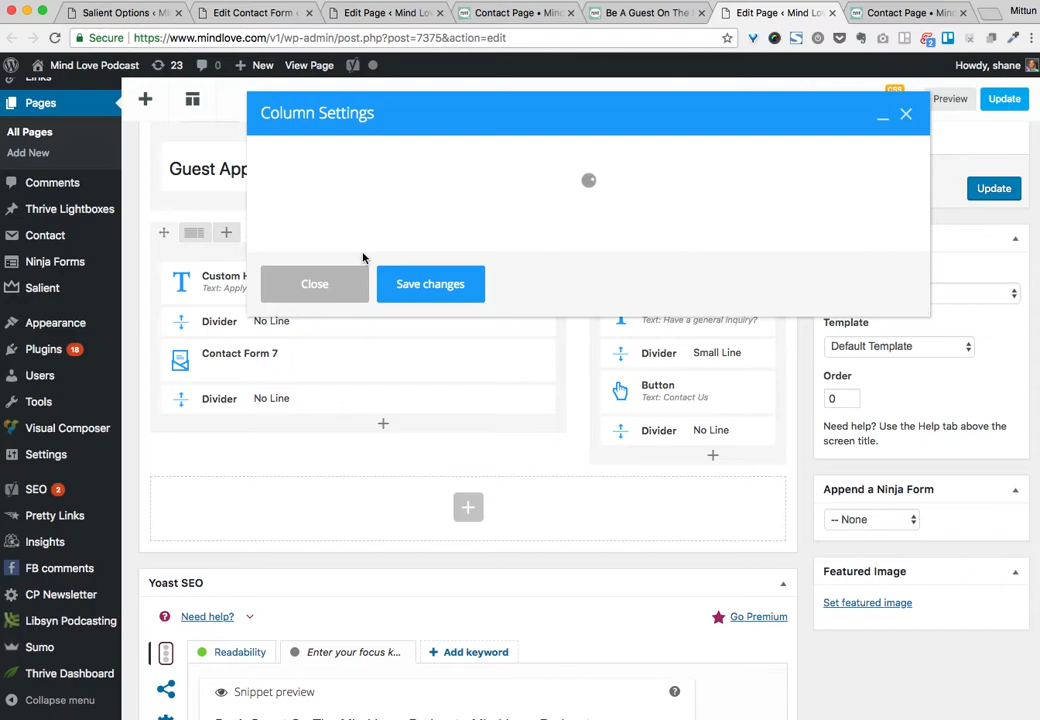 Salient Options ‹ Mi
Edit Contact Form ‹
Edit Page ‹ Mind Lov
Contact Page • Minc
Be A Guest On The M
Edit Page ‹ Mind Lov
Contact Page • Minc
Mittun
Secure
https://www.mindlove.com/v1/wp-admin/post.php?post=7375&action=edit
Mind Love Podcast
23
0
New
View Page
Howdy, shane
Links
Pages
All Pages
Add New
Comments
Thrive Lightboxes
Contact
Ninja Forms
Salient
Appearance
Plugins 18
Users
Tools
Visual Composer
Settings
SEO 2
Pretty Links
Insights
FB comments
CP Newsletter
Libsyn Podcasting
Sumo
Thrive Dashboard
Collapse menu
CSS
Preview
Update
Column Settings
Close
Save changes
Guest App
Update
Custom H
Text: Apply
Divider No Line
Contact Form 7
Divider No Line
Text: Have a general inquiry?
Divider Small Line
Button
Text: Contact Us
Divider No Line
Template
Default Template
Order
0
Need help? Use the Help tab above the
screen title.
Append a Ninja Form
-- None
Featured Image
Set featured image
Yoast SEO
Need help?
Go Premium
Readability
Enter your focus k...
Add keyword
Snippet preview